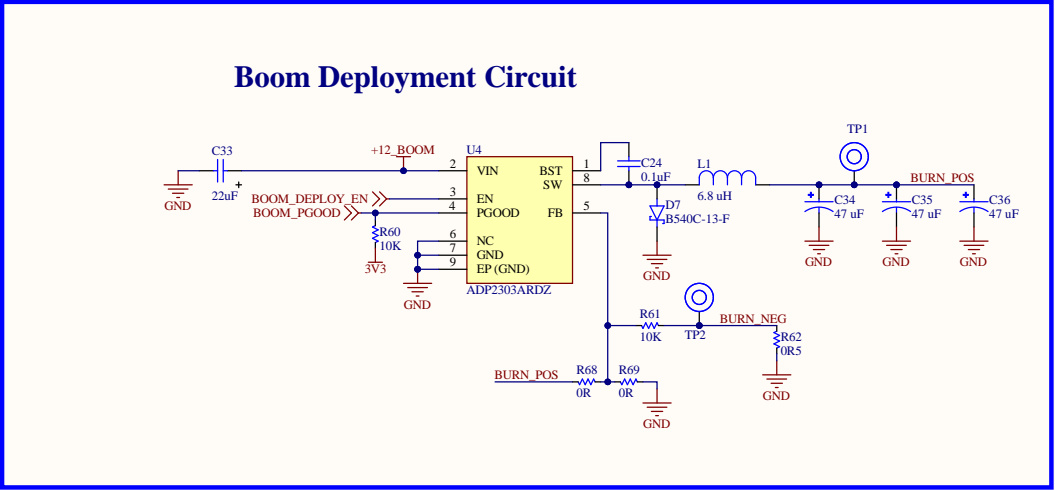 Boom Deployment Circuit
TP1
C33
22uF
+
GND
+12_BOOM
U4
2 VIN
BOOM_DEPLOY_EN
3 EN
BOOM_PGOOD
4 PGOOD
R60
10K
3V3
6 NC
7 GND
9 EP (GND)
GND
ADP2303ARDZ
BST 1
SW 8
FB 5
C24
0.1uF
L1
6.8 uH
D7
B540C-13-F
GND
BURN_POS
+
C34
47 uF
GND
+
C35
47 uF
GND
+
C36
47 uF
GND
R61
10K
TP2
BURN_NEG
R62
0R5
GND
BURN_POS
R68
0R
R69
0R
GND